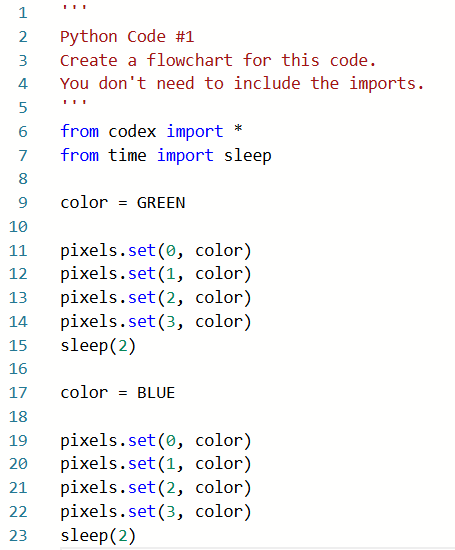 1 '''
2 Python Code #1
3 Create a flowchart for this code.
4 You don't need to include the imports.
5 '''
6 from codex import *
7 from time import sleep
8
9 color = GREEN
10
11 pixels.set(0, color)
12 pixels.set(1, color)
13 pixels.set(2, color)
14 pixels.set(3, color)
15 sleep(2)
16
17 color = BLUE
18
19 pixels.set(0, color)
20 pixels.set(1, color)
21 pixels.set(2, color)
22 pixels.set(3, color)
23 sleep(2)